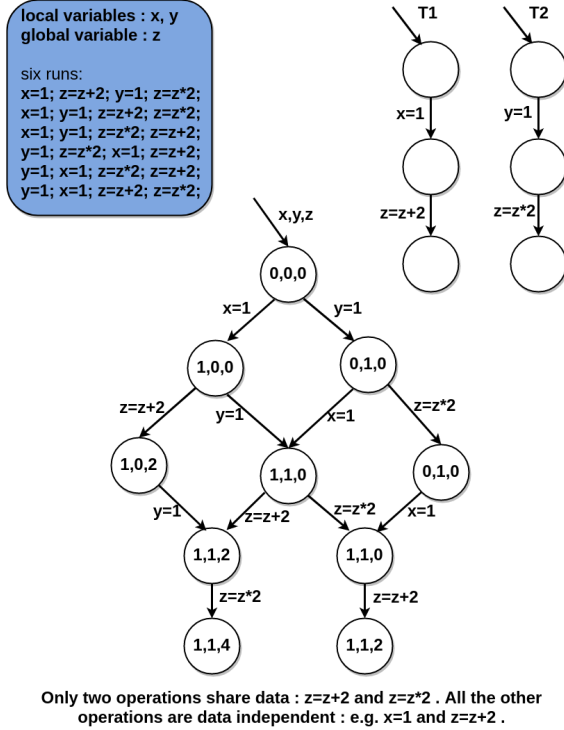 local variables : x, y
global variable : z
six runs:
x=1; z=z+2; y=1; z=z*2;
x=1; y=1; z=z+2; z=z*2;
x=1; y=1; z=z*2; z=z+2;
y=1; z=z*2; x=1; z=z+2;
y=1; x=1; z=z*2; z=z+2;
y=1; x=1; z=z+2; z=z*2;
T1
T2
x=1
y=1
z=z+2
z=z*2
x,y,z
0,0,0
x=1
y=1
1,0,0
0,1,0
z=z+2
y=1
x=1
z=z*2
1,0,2
1,1,0
0,1,0
y=1
z=z+2
z=z*2
x=1
1,1,2
1,1,0
z=z*2
z=z+2
1,1,4
1,1,2
Only two operations share data : z=z+2 and z=z*2 . All the other
operations are data independent : e.g. x=1 and z=z+2 .